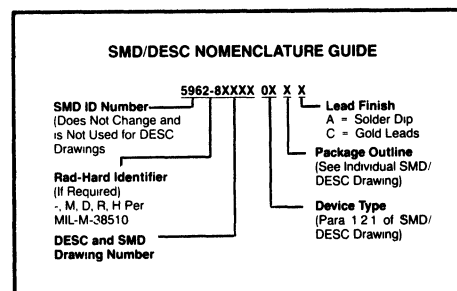 SMD/DESC NOMENCLATURE GUIDE
5962-8XXXX 0X X X
SMD ID Number
(Does Not Change and
is Not Used for DESC
Drawings
Rad-Hard Identifier
(If Required)
-, M, D, R, H Per
MIL-M-38510
DESC and SMD
Drawing Number
Lead Finish
A = Solder Dip
C = Gold Leads
Package Outline
(See Individual SMD/
DESC Drawing)
Device Type
(Para 1 2 1 of SMD/
DESC Drawing)